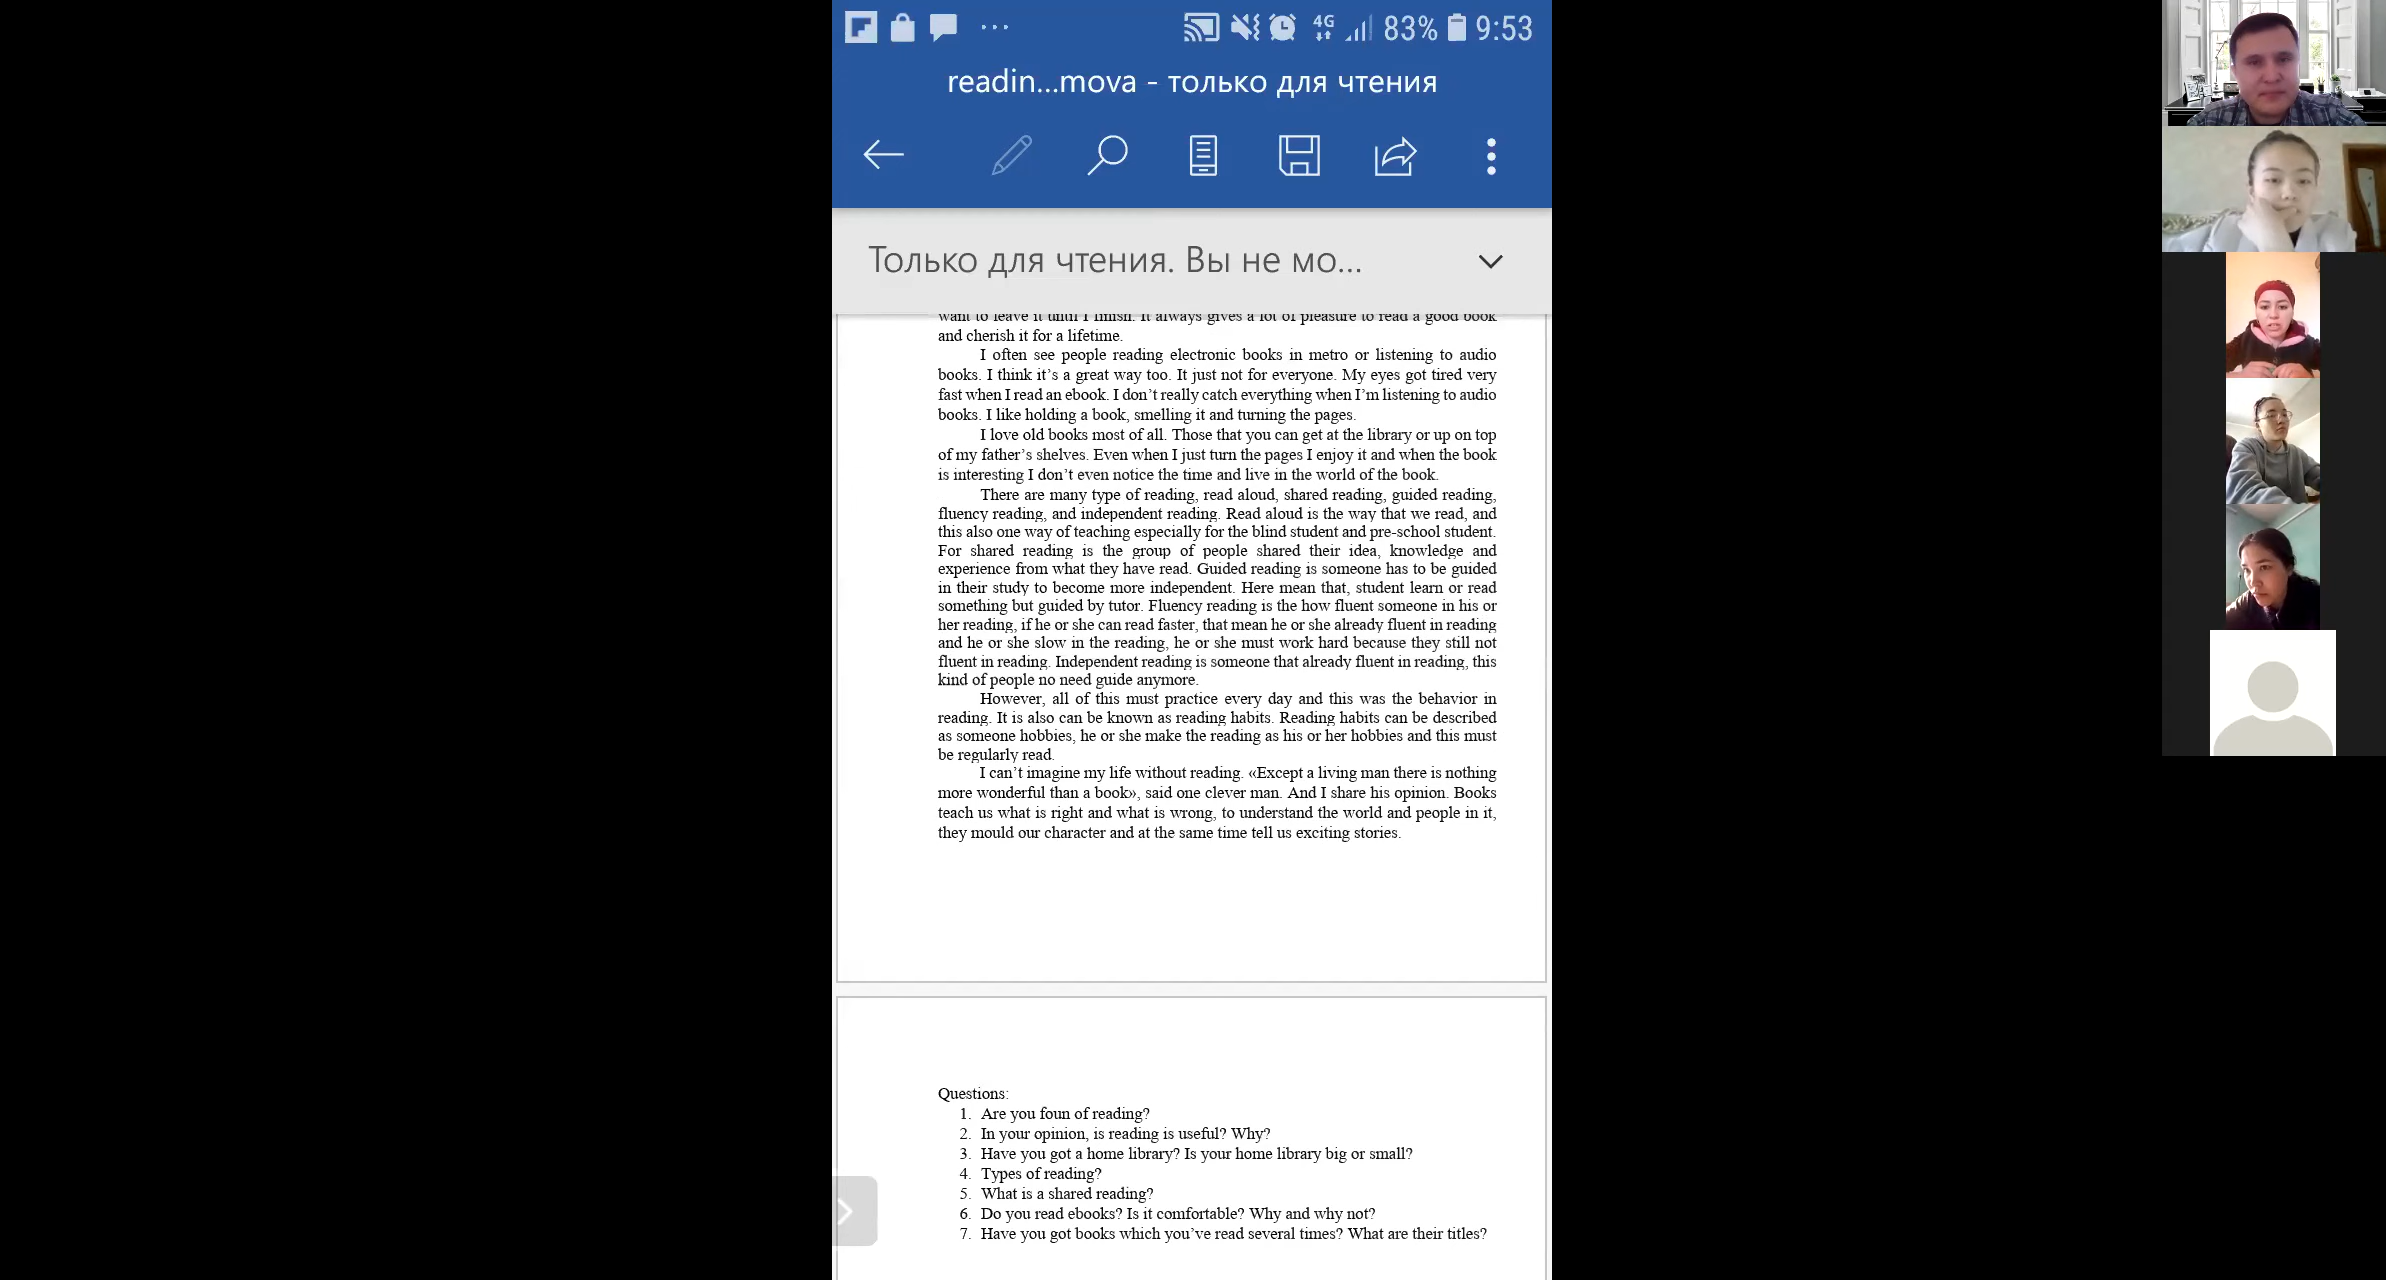 4G 83% 9:53
readin...mova - только для чтения
Только для чтения. Вы не мо...
want to leave it until I finish. It always gives a lot of pleasure to read a good book
and cherish it for a lifetime.
I often see people reading electronic books in metro or listening to audio
books. I think it’s a great way too. It just not for everyone. My eyes got tired very
fast when I read an ebook. I don’t really catch everything when I’m listening to audio
books. I like holding a book, smelling it and turning the pages.
I love old books most of all. Those that you can get at the library or up on top
of my father’s shelves. Even when I just turn the pages I enjoy it and when the book
is interesting I don’t even notice the time and live in the world of the book.
There are many type of reading, read aloud, shared reading, guided reading,
fluency reading, and independent reading. Read aloud is the way that we read, and
this also one way of teaching especially for the blind student and pre-school student.
For shared reading is the group of people shared their idea, knowledge and
experience from what they have read. Guided reading is someone has to be guided
in their study to become more independent. Here mean that, student learn or read
something but guided by tutor. Fluency reading is the how fluent someone in his or
her reading, if he or she can read faster, that mean he or she already fluent in reading
and he or she slow in the reading, he or she must work hard because they still not
fluent in reading. Independent reading is someone that already fluent in reading, this
kind of people no need guide anymore.
However, all of this must practice every day and this was the behavior in
reading. It is also can be known as reading habits. Reading habits can be described
as someone hobbies, he or she make the reading as his or her hobbies and this must
be regularly read.
I can’t imagine my life without reading. «Except a living man there is nothing
more wonderful than a book», said one clever man. And I share his opinion. Books
teach us what is right and what is wrong, to understand the world and people in it,
they mould our character and at the same time tell us exciting stories.
Questions:
1. Are you foun of reading?
2. In your opinion, is reading is useful? Why?
3. Have you got a home library? Is your home library big or small?
4. Types of reading?
5. What is a shared reading?
6. Do you read ebooks? Is it comfortable? Why and why not?
7. Have you got books which you’ve read several times? What are their titles?